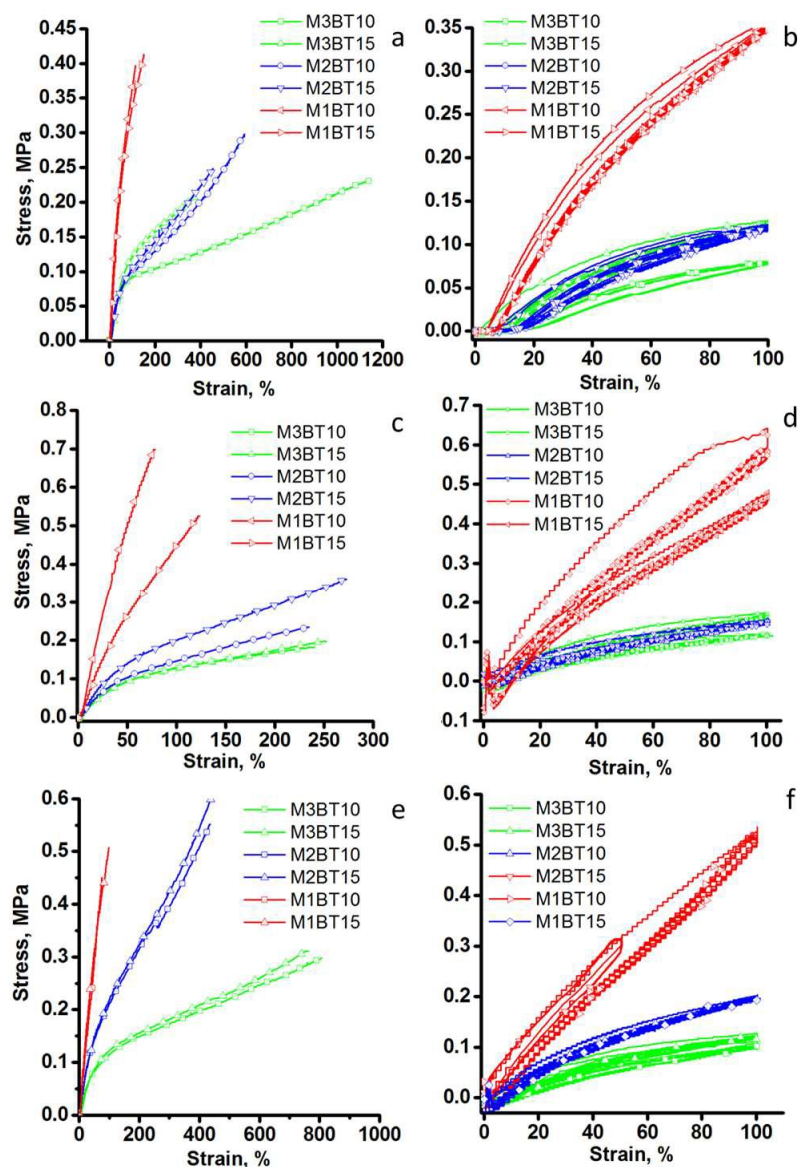 a
M3BT10
M3BT15
M2BT10
M2BT15
M1BT10
M1BT15
Stress, MPa
0.45
0.40
0.35
0.30
0.25
0.20
0.15
0.10
0.05
0.00
0 200 400 600 800 1000 1200
Strain, %
b
M3BT10
M3BT15
M2BT10
M2BT15
M1BT10
M1BT15
0.35
0.30
0.25
0.20
0.15
0.10
0.05
0.00
0 20 40 60 80 100
Strain, %
c
M3BT10
M3BT15
M2BT10
M2BT15
M1BT10
M1BT15
Stress, MPa
0.8
0.7
0.6
0.5
0.4
0.3
0.2
0.1
0.0
0 50 100 150 200 250 300
Strain, %
d
M3BT10
M3BT15
M2BT10
M2BT15
M1BT10
M1BT15
0.7
0.6
0.5
0.4
0.3
0.2
0.1
0.0
0.1
0 20 40 60 80 100
Strain, %
e
M3BT10
M3BT15
M2BT10
M2BT15
M1BT10
M1BT15
Stress, MPa
0.6
0.5
0.4
0.3
0.2
0.1
0.0
0 200 400 600 800 1000
Strain, %
f
M3BT10
M3BT15
M2BT10
M2BT15
M1BT10
M1BT15
0.6
0.5
0.4
0.3
0.2
0.1
0.0
0 20 40 60 80 100
Strain, %